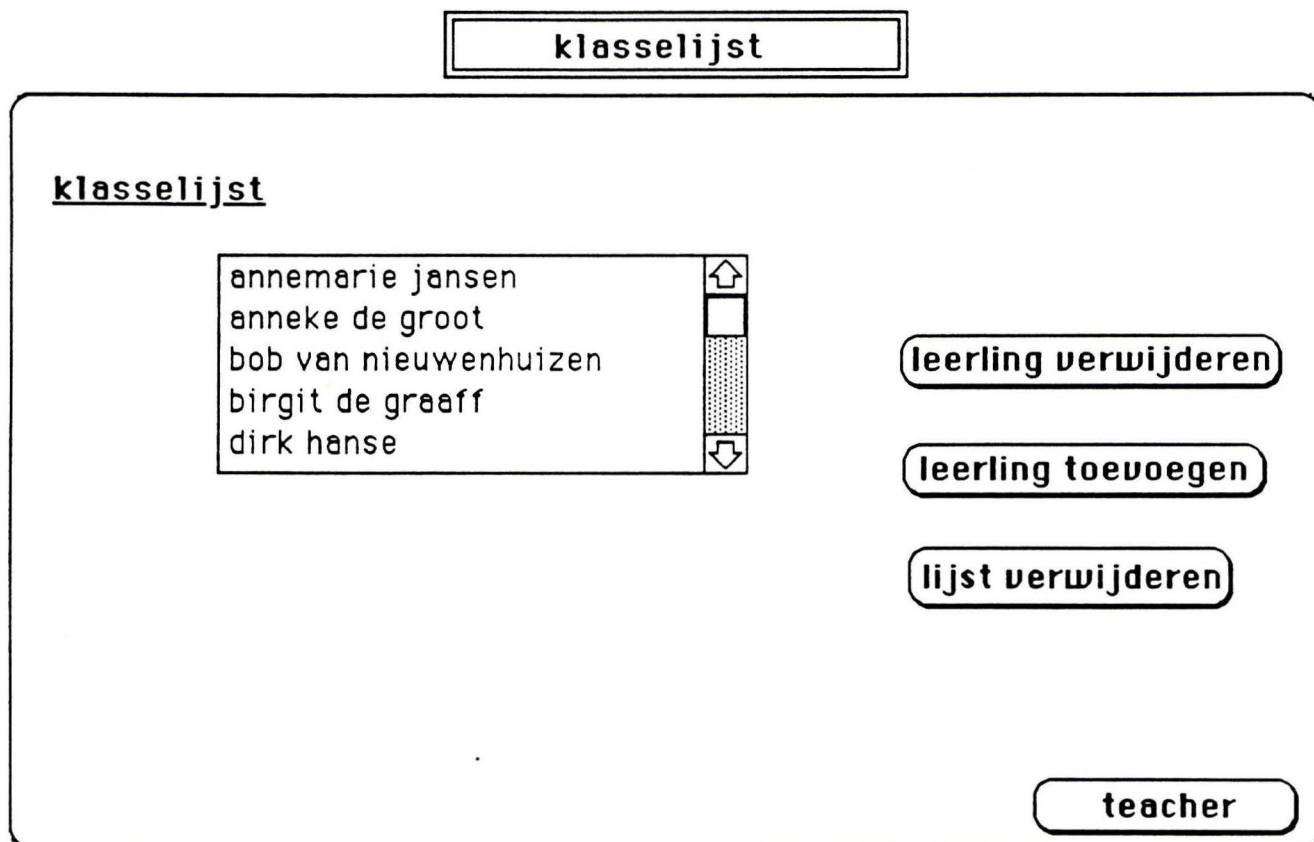 klasselijst
klasselijst
annemarie jansen
anneke de groot
bob van nieuwenhuizen
birgit de graaff
dirk hanse
leerling verwijderen
leerling toevoegen
lijst verwijderen
teacher